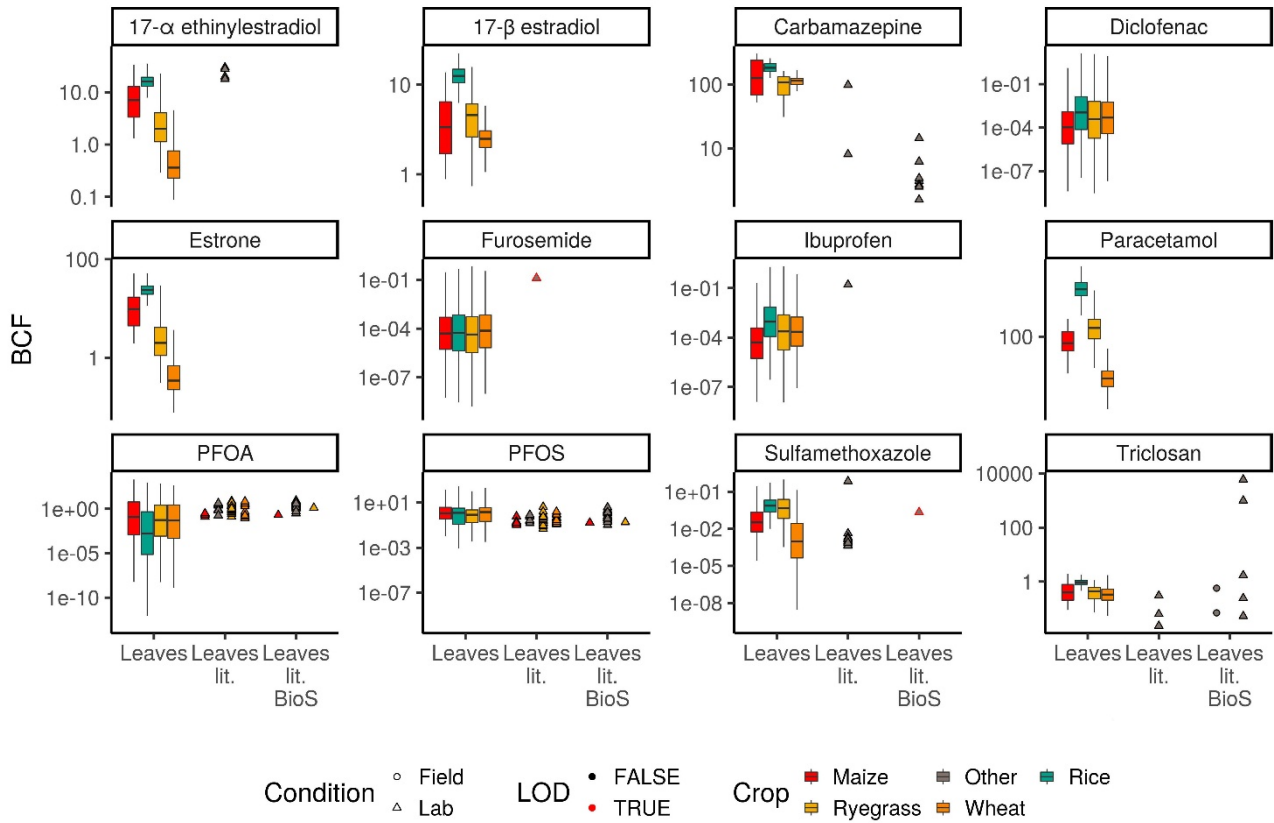 17-α ethinylestradiol
17-β estradiol
Carbamazepine
Diclofenac
10.0
1.0
0.1
10
1
100
10
1e-01
1e-04
1e-07
Estrone
Furosemide
Ibuprofen
Paracetamol
100
1
1e-01
1e-04
1e-07
1e-01
1e-04
1e-07
100
BCF
PFOA
PFOS
Sulfamethoxazole
Triclosan
1e+00
1e-05
1e-10
1e+01
1e-03
1e-07
1e+01
1e-02
1e-05
1e-08
10000
100
1
Leaves Leaves Leaves
lit. lit.
BioS
Leaves Leaves Leaves
lit. lit.
BioS
Leaves Leaves Leaves
lit. lit.
BioS
Leaves Leaves Leaves
lit. lit.
BioS
Condition
Field
Lab
LOD
FALSE
TRUE
Crop
Maize Other Rice
Ryegrass Wheat